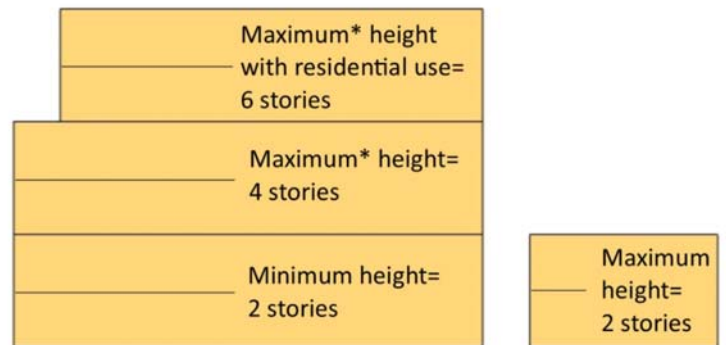 Maximum* height
with residential use=
6 stories
Maximum* height=
4 stories
Minimum height=
2 stories
Maximum
height=
2 stories